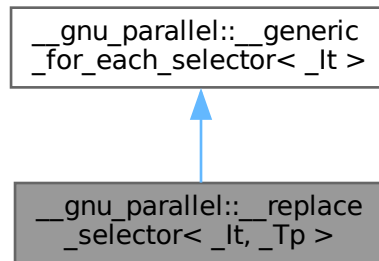 __gnu_parallel::__generic
_for_each_selector< _It >
__gnu_parallel::__replace
_selector< _It, _Tp >